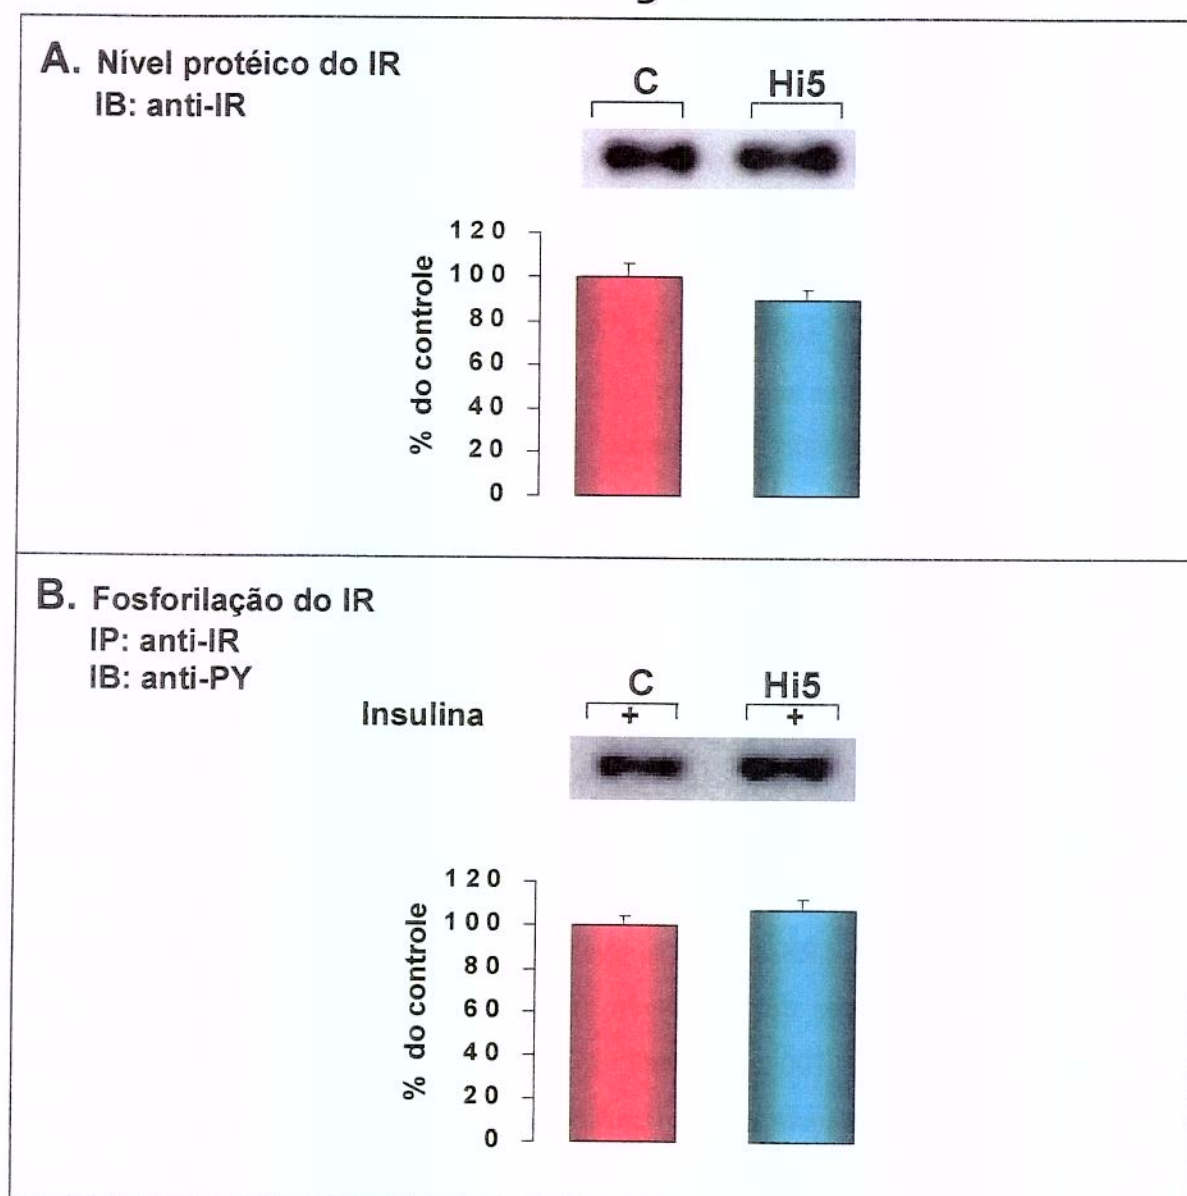 A. Nível protéico do IR
IB: anti-IR
C Hi5
% do controle
120
100
80
60
40
20
0
B. Fosforilação do IR
IP: anti-IR
IB: anti-PY
C Hi5
Insulina + +
% do controle
120
100
80
60
40
20
0